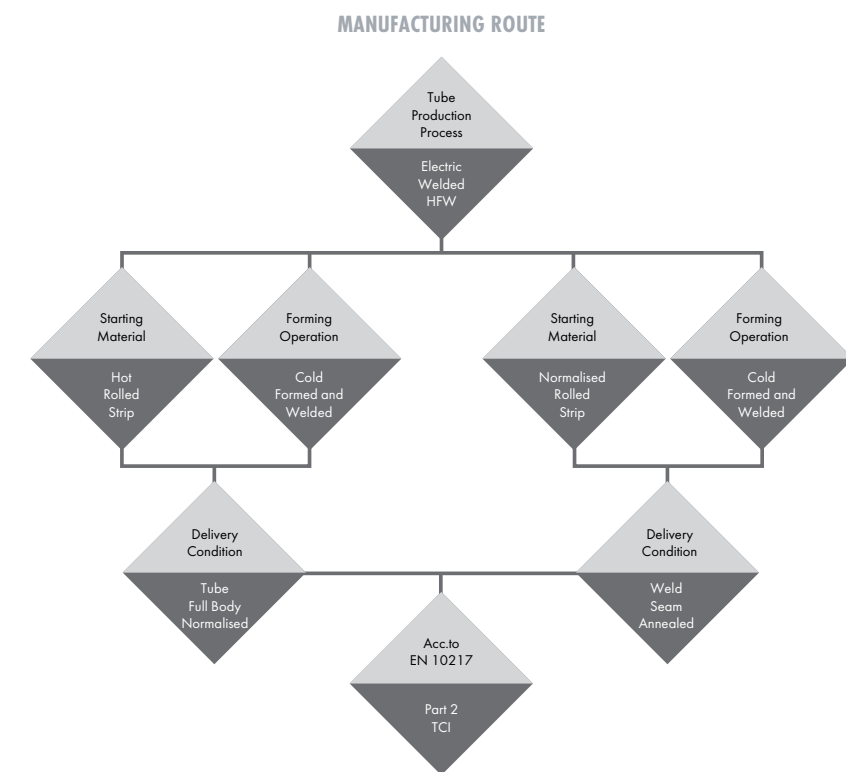 MANUFACTURING ROUTE
Tube
Production
Process
Electric
Welded
HFW
Starting
Material
Hot
Rolled
Strip
Forming
Operation
Cold
Formed and
Welded
Starting
Material
Normalised
Rolled
Strip
Forming
Operation
Cold
Formed and
Welded
Delivery
Condition
Tube
Full Body
Normalised
Delivery
Condition
Weld
Seam
Annealed
Acc.to
EN 10217
Part 2
TCI